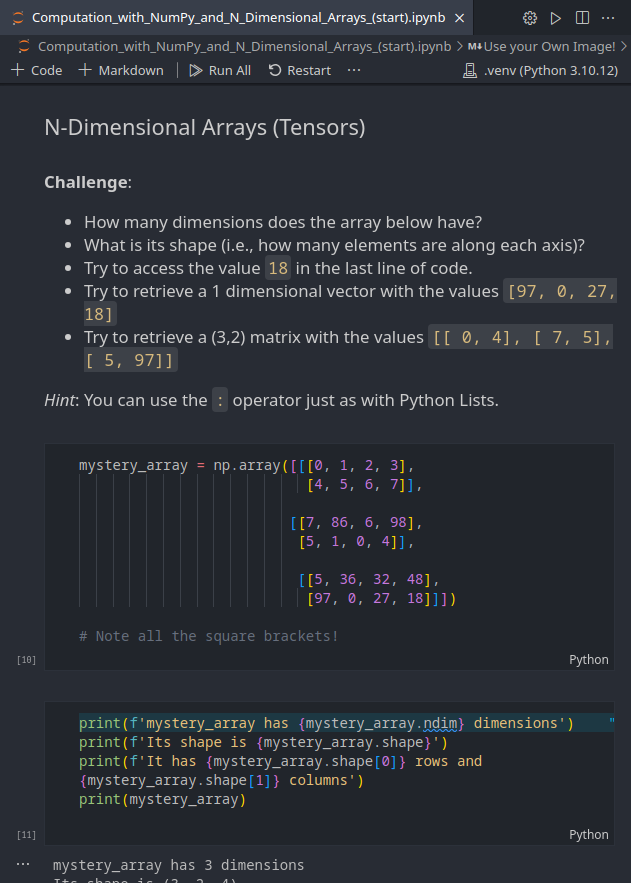 Computation_with_NumPy_and_N_Dimensional_Arrays_(start).ipynb
Computation_with_NumPy_and_N_Dimensional_Arrays_(start).ipynb > M↓ Use your Own Image! >
+ Code + Markdown | Run All Restart ··· .venv (Python 3.10.12)
N-Dimensional Arrays (Tensors)
Challenge:
• How many dimensions does the array below have?
• What is its shape (i.e., how many elements are along each axis)?
• Try to access the value 18 in the last line of code.
• Try to retrieve a 1 dimensional vector with the values [97, 0, 27,
18]
• Try to retrieve a (3,2) matrix with the values [[ 0, 4], [ 7, 5],
[ 5, 97]]
Hint: You can use the : operator just as with Python Lists.
mystery_array = np.array([[[0, 1, 2, 3],
[4, 5, 6, 7]],
[[7, 86, 6, 98],
[5, 1, 0, 4]],
[[5, 36, 32, 48],
[97, 0, 27, 18]]])
# Note all the square brackets!
[10] Python
print(f'mystery_array has {mystery_array.ndim} dimensions') "
print(f'Its shape is {mystery_array.shape}')
print(f'It has {mystery_array.shape[0]} rows and
{mystery_array.shape[1]} columns')
print(mystery_array)
[11] Python
··· mystery_array has 3 dimensions
Its shape is (3, 2, 4)